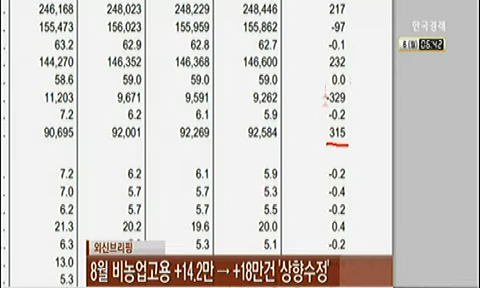 246,168 248,023 248,229 248,446 217
한국경제
155,473 156,023 155,959 155,862 -97
6(월) 06:42
63.2 62.9 62.8 62.7 -0.1
144,270 146,352 146,368 146,600 232
58.6 59.0 59.0 59.0 0.0
11,203 9,671 9,591 9,262 -329
7.2 6.2 6.1 5.9 -0.2
90,695 92,001 92,269 92,584 315
7.2 6.2 6.1 5.9 -0.2
7.0 5.7 5.7 5.3 -0.4
6.2 5.7 5.5 5.5 -0.2
21.3 20.2 19.6 20.0 0.4
6.3 5.3 5.1 -0.2
외신브리핑
13.0
8월 비농업고용 +14.2만 → +18만건 '상향수정'
5.3